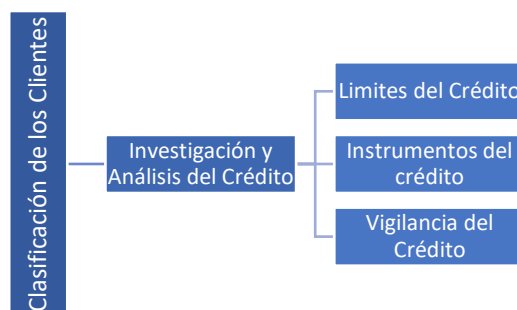 Clasificación de los Clientes
Investigación y
Análisis del Crédito
Limites del Crédito
Instrumentos del
crédito
Vigilancia del
Crédito